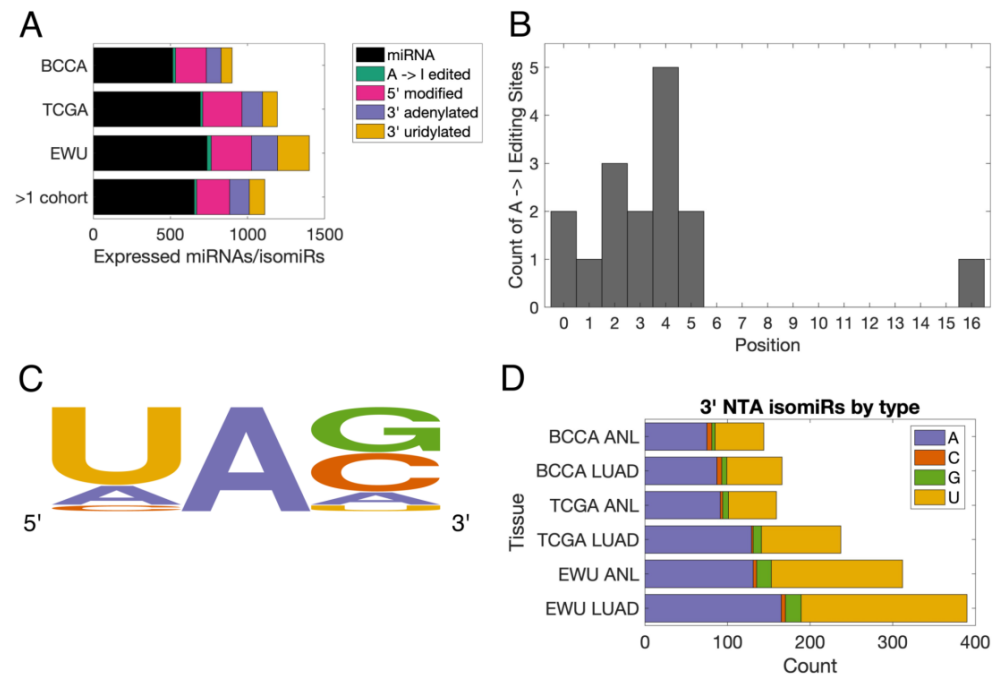 A
BCCA
TCGA
EWU
>1 cohort
0 500 1000 1500
Expressed miRNAs/isomiRs
miRNA
A -> I edited
5' modified
3' adenylated
3' uridylated
B
Count of A -> I Editing Sites
5
4
3
2
1
0
0 1 2 3 4 5 6 7 8 9 10 11 12 13 14 15 16
Position
C
U A G
A C
C A
U
5' 3'
D
3' NTA isomiRs by type
Tissue
BCCA ANL
BCCA LUAD
TCGA ANL
TCGA LUAD
EWU ANL
EWU LUAD
0 100 200 300 400
Count
A
C
G
U